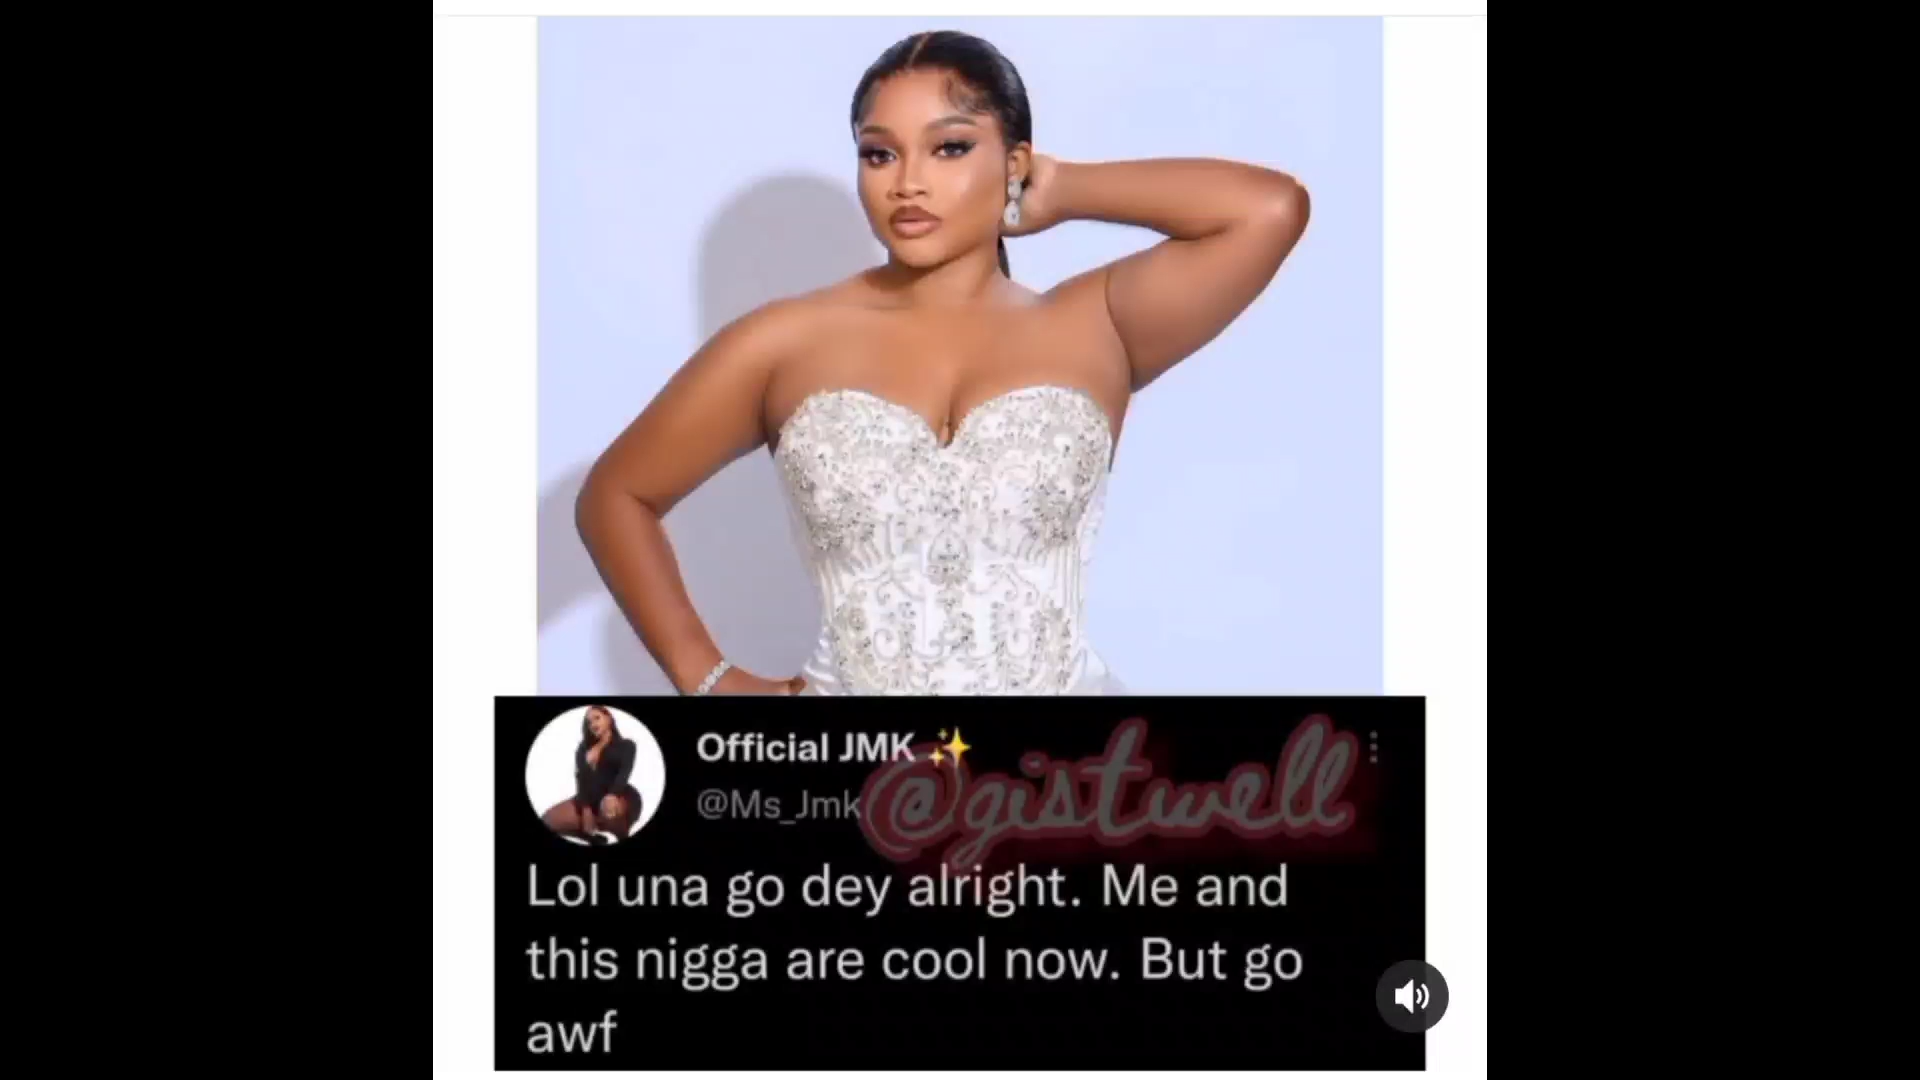 Official JMK ✨
@Ms_Jmk
@gistwell
Lol una go dey alright. Me and
this nigga are cool now. But go
awf